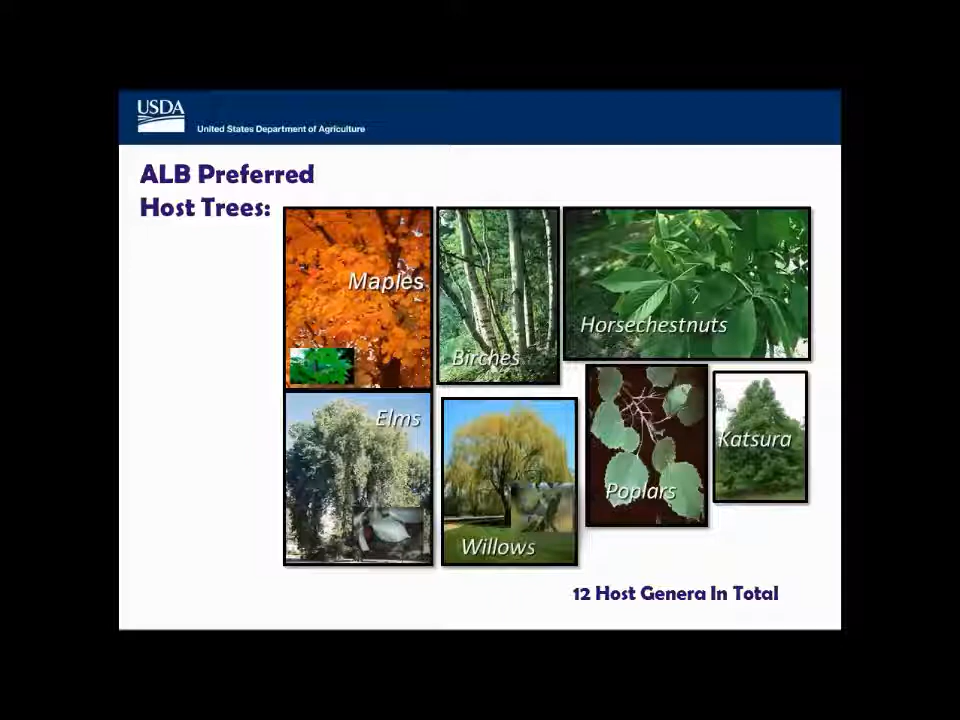 USDA
United States Department of Agriculture
ALB Preferred
Host Trees:
Maples
Birches
Horsechestnuts
Elms
Willows
Poplars
Katsura
12 Host Genera In Total